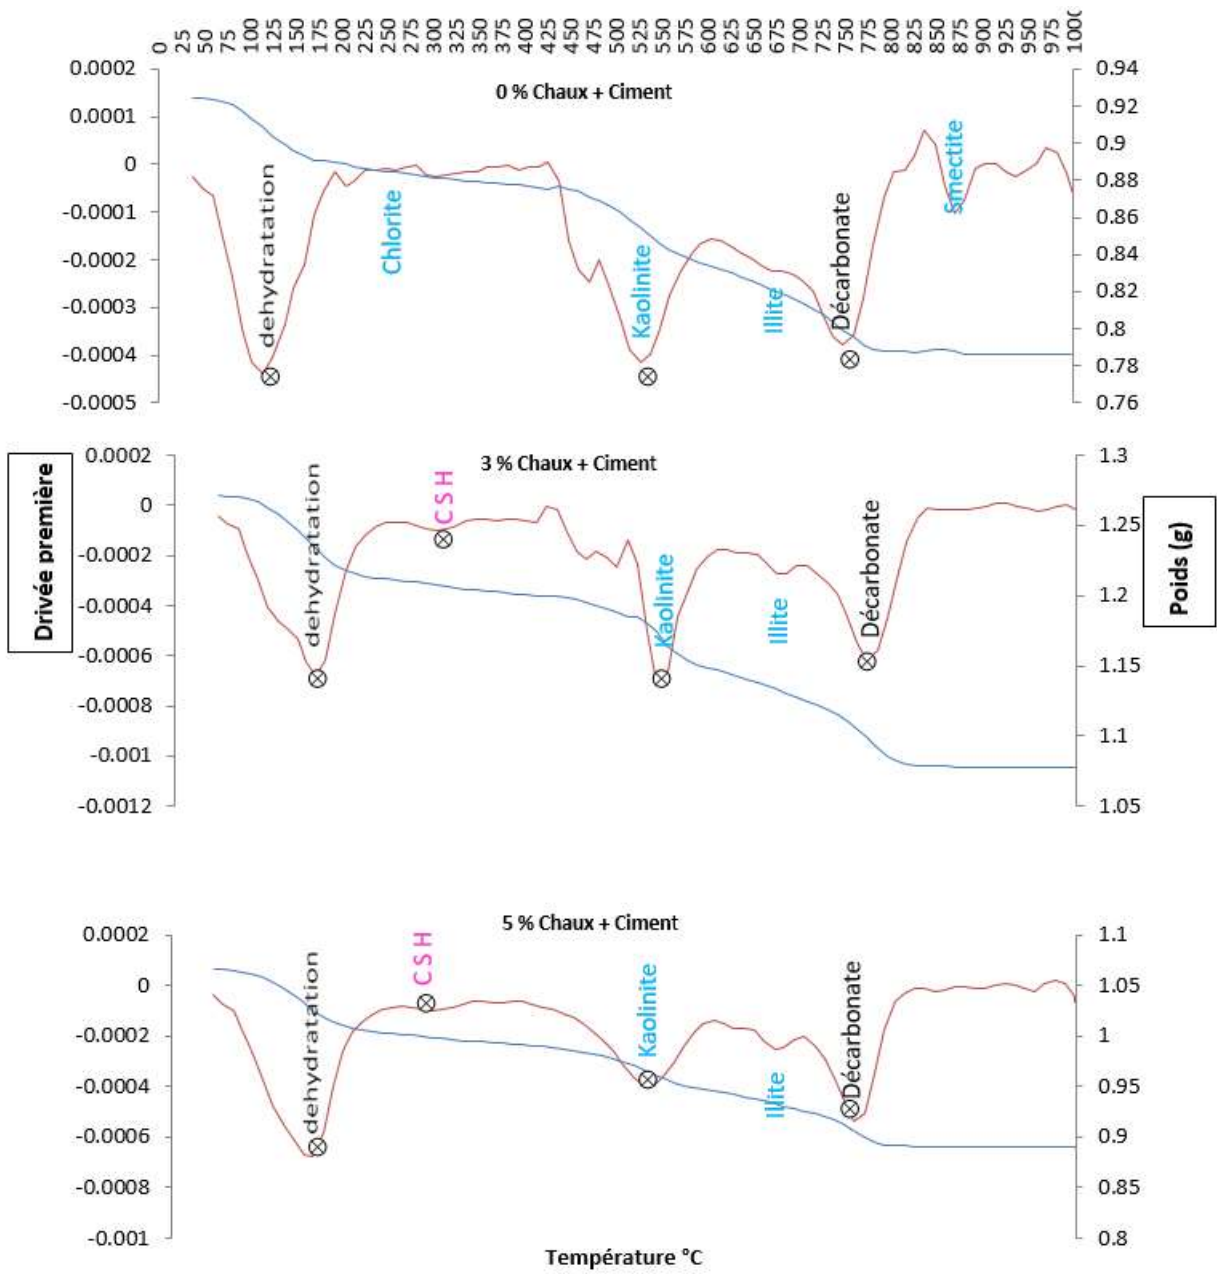 0 25 50 75 100 125 150 175 200 225 250 275 300 325 350 375 400 425 450 475 500 525 550 575 600 625 650 675 700 725 750 775 800 825 850 875 900 925 950 975 1000
0 % Chaux + Ciment
0.0002
0.0001
0
-0.0001
-0.0002
-0.0003
-0.0004
-0.0005
dehydratation
Chlorite
Kaolinite
Illite
Décarbonate
Smectite
0.94
0.92
0.9
0.88
0.86
0.84
0.82
0.8
0.78
0.76
Drivée première
3 % Chaux + Ciment
0.0002
0
-0.0002
-0.0004
-0.0006
-0.0008
-0.001
-0.0012
dehydratation
C S H
Kaolinite
Illite
Décarbonate
1.3
1.25
1.2
1.15
1.1
1.05
Poids (g)
5 % Chaux + Ciment
0.0002
0
-0.0002
-0.0004
-0.0006
-0.0008
-0.001
dehydratation
C S H
Kaolinite
Illite
Décarbonate
1.1
1.05
1
0.95
0.9
0.85
0.8
Température °C